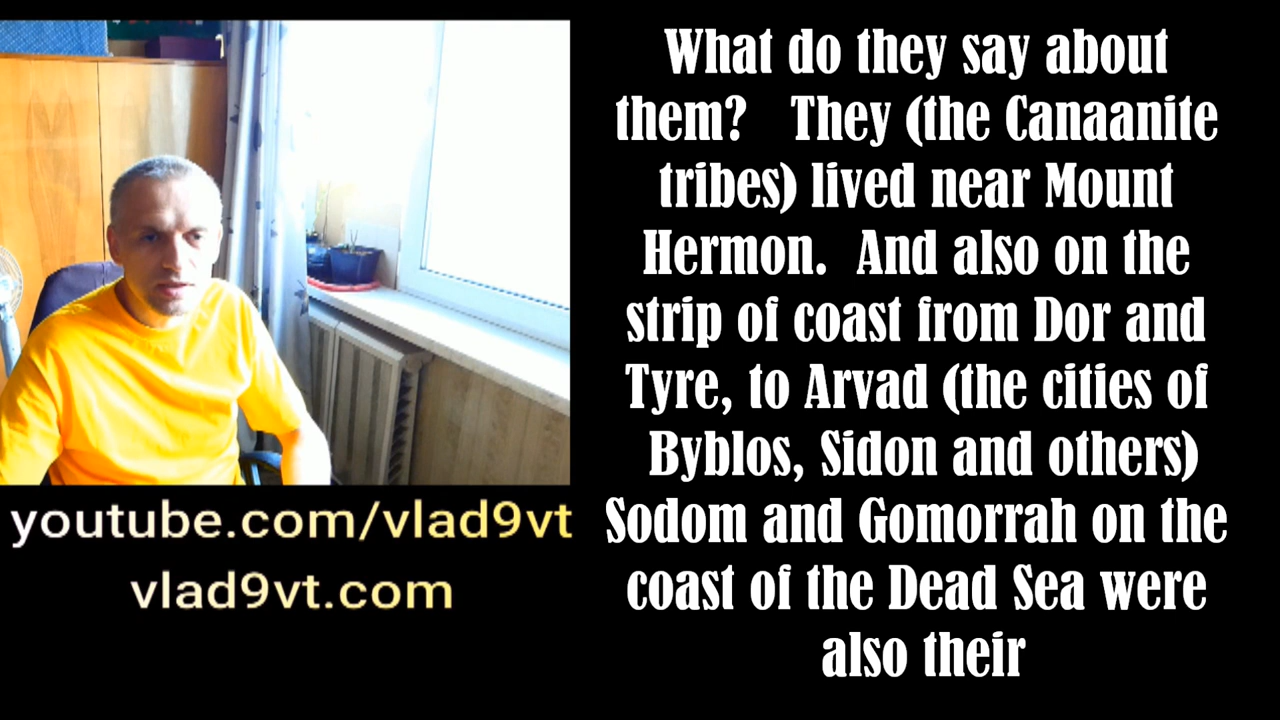 What do they say about
them? They (the Canaanite
tribes) lived near Mount
Hermon. And also on the
strip of coast from Dor and
Tyre, to Arvad (the cities of
Byblos, Sidon and others)
Sodom and Gomorrah on the
coast of the Dead Sea were
also their
youtube.com/vlad9vt
vlad9vt.com